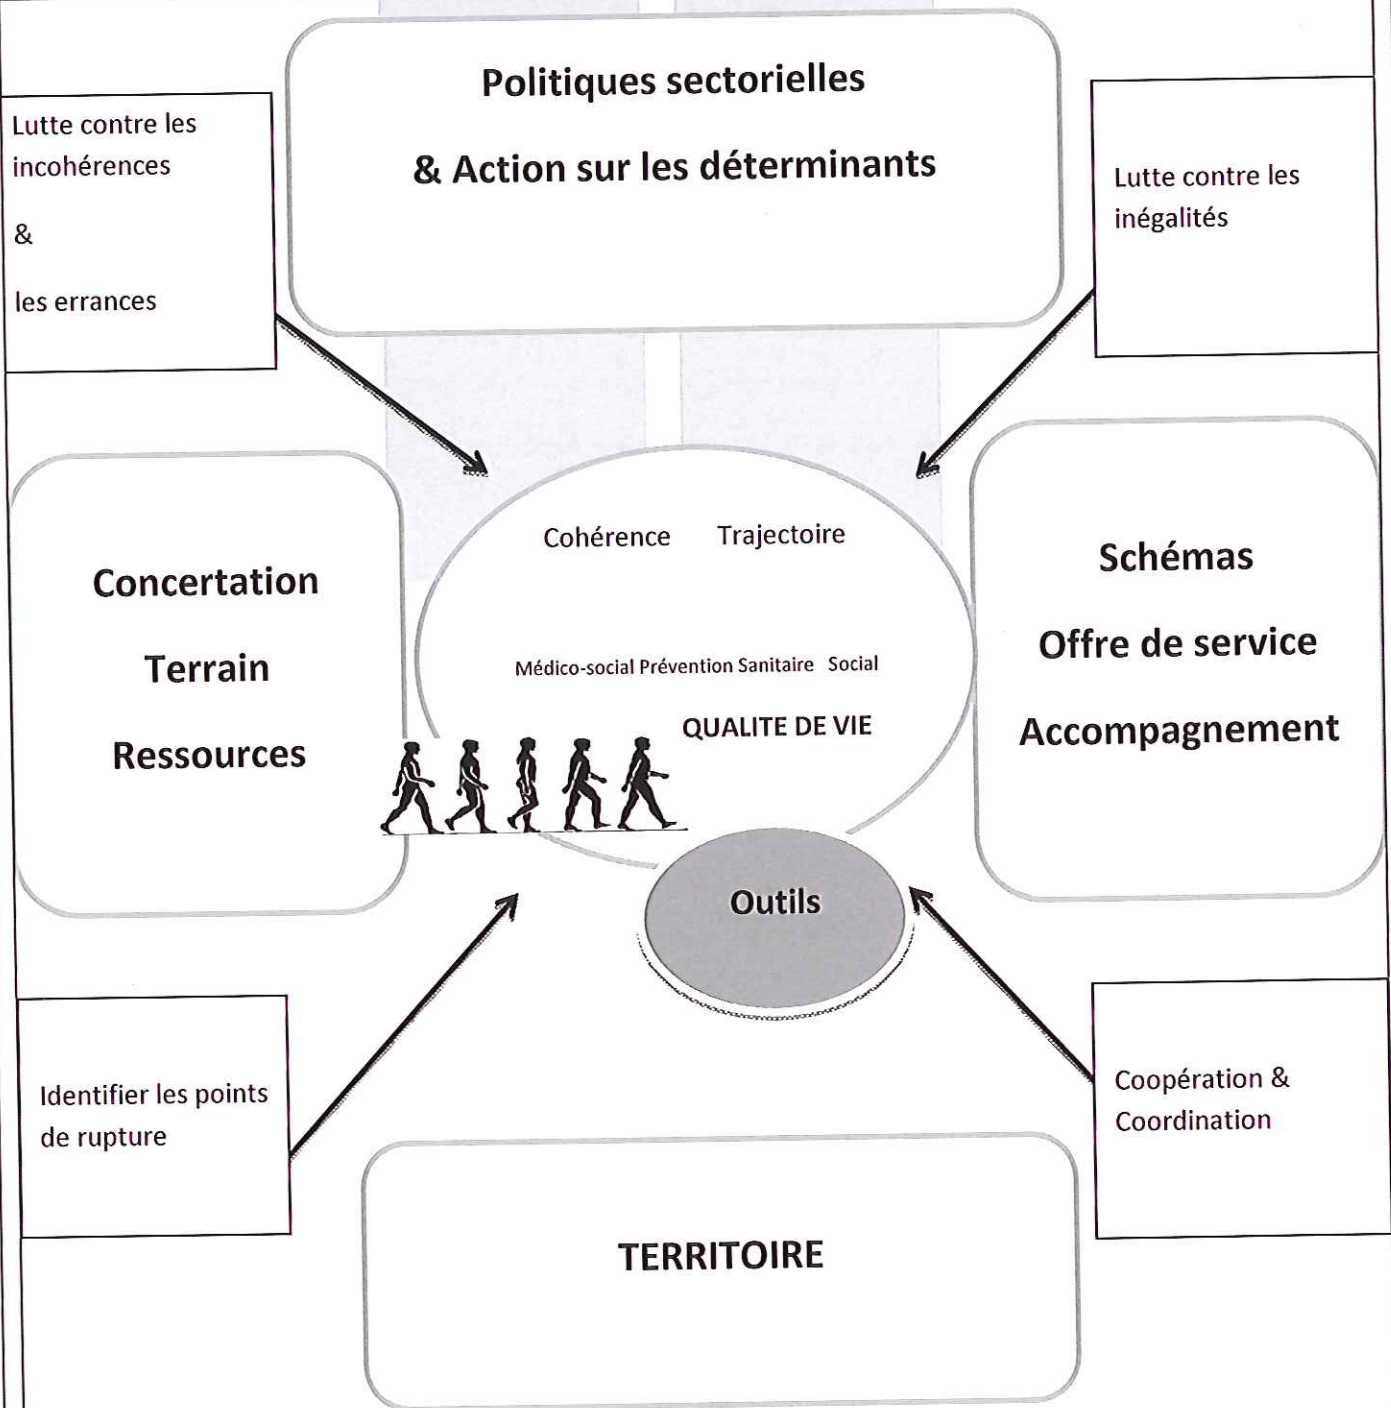 Politiques sectorielles
& Action sur les déterminants
Lutte contre les
incohérences
&
les errances
Lutte contre les
inégalités
Cohérence Trajectoire
Concertation
Terrain
Ressources
Médico-social Prévention Sanitaire Social
QUALITE DE VIE
Schémas
Offre de service
Accompagnement
Outils
Identifier les points
de rupture
Coopération &
Coordination
TERRITOIRE